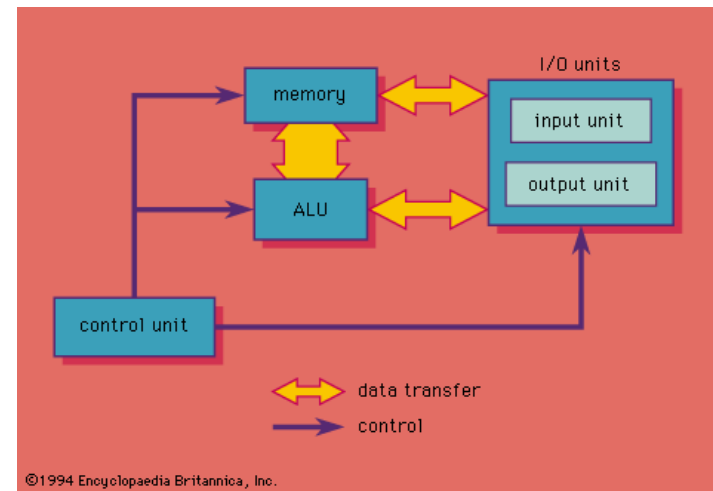 I/O units
memory
input unit
output unit
ALU
control unit
data transfer
control
©1994 Encyclopaedia Britannica, Inc.